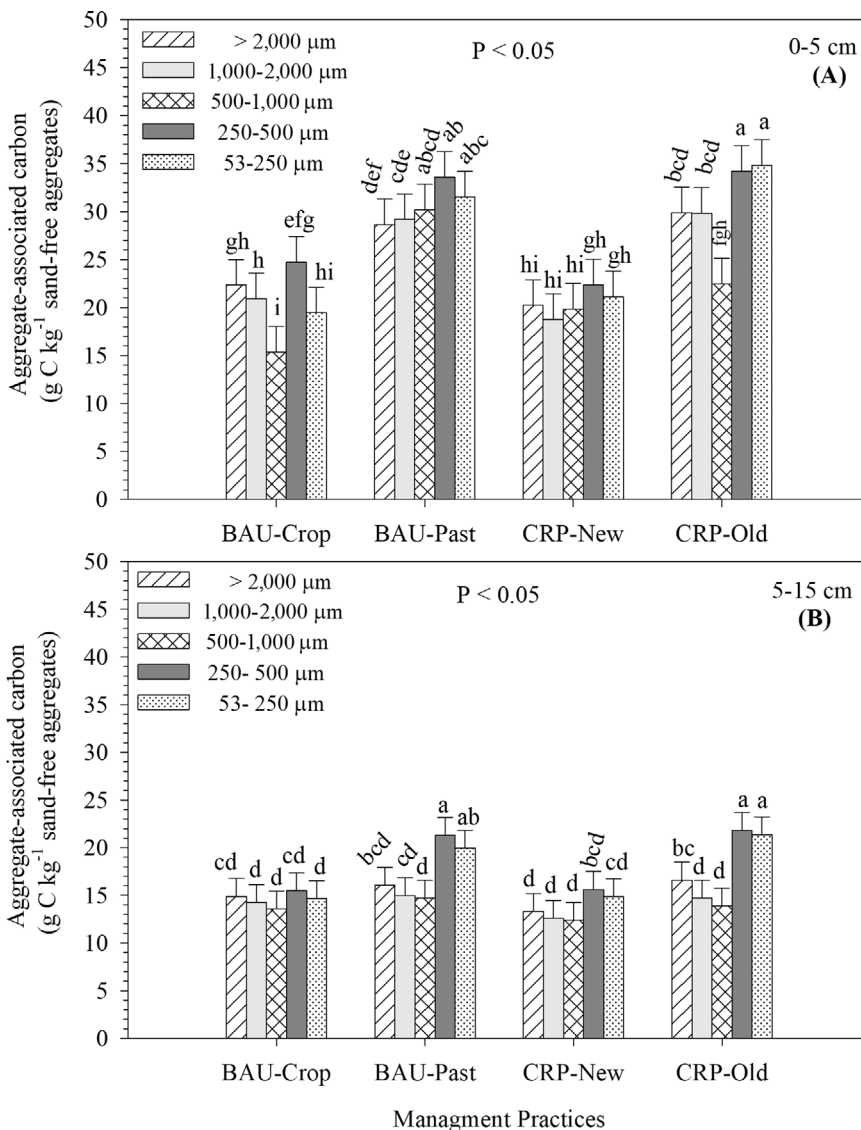 Aggregate-associated carbon
(g C kg⁻¹ sand-free aggregates)
50
45
40
35
30
25
20
15
10
5
0
> 2,000 μm
1,000-2,000 μm
500-1,000 μm
250-500 μm
53-250 μm
P < 0.05
0-5 cm
(A)
gh
h
i
efg
hi
def
cde
abcd
ab
abc
hi
hi
hi
gh
gh
bcd
bcd
fgh
a
a
BAU-Crop
BAU-Past
CRP-New
CRP-Old
Aggregate-associated carbon
(g C kg⁻¹ sand-free aggregates)
50
45
40
35
30
25
20
15
10
5
0
> 2,000 μm
1,000-2,000 μm
500-1,000 μm
250- 500 μm
53- 250 μm
P < 0.05
5-15 cm
(B)
cd
d
d
cd
d
bcd
cd
d
a
ab
d
d
d
bcd
cd
bc
d
d
a
a
BAU-Crop
BAU-Past
CRP-New
CRP-Old
Managment Practices